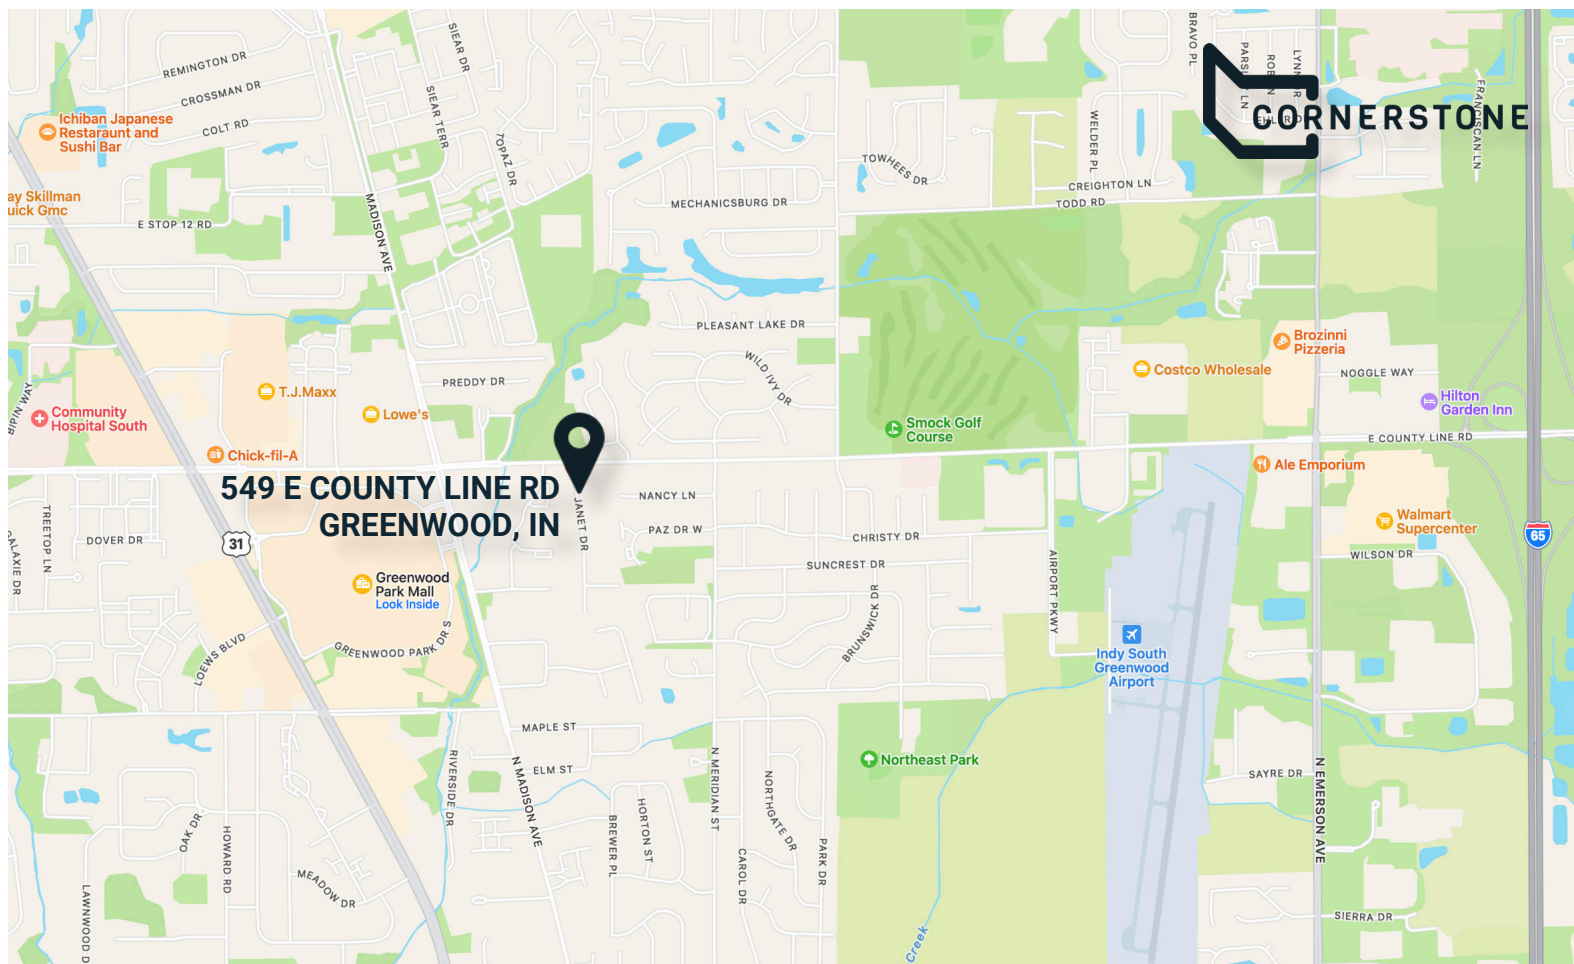 REMINGTON DR
CROSSMAN DR
COLT RD
SIEAR DR
SIEAR TERR
TOPAZ DR
Ichiban Japanese
Restaraunt and
Sushi Bar
ay Skillman
uick Gmc
E STOP 12 RD
MADISON AVE
MECHANICSBURG DR
TOWHEES DR
BRAVO PL
WELDER PL
LYNN
CORNERSTONE
FRANCISCAN LN
CREIGHTON LN
TODD RD
PLEASANT LAKE DR
WILD IVY DR
PREDDY DR
T.J.Maxx
Lowe's
BIPIN WAY
Community
Hospital South
Chick-fil-A
Smock Golf
Course
Costco Wholesale
Brozinni
Pizzeria
NOGGLE WAY
Hilton
Garden Inn
E COUNTY LINE RD
Ale Emporium
549 E COUNTY LINE RD
GREENWOOD, IN
JANET DR
NANCY LN
PAZ DR W
CHRISTY DR
SUNCREST DR
BRUNSWICK DR
AIRPORT PKWY
Walmart
Supercenter
WILSON DR
65
31
TREETOP LN
ALAXIE DR
DOVER DR
Greenwood
Park Mall
Look Inside
LOEWS BLVD
GREENWOOD PARK DR S
Indy South
Greenwood
Airport
MAPLE ST
ELM ST
N MADISON AVE
RIVERSIDE DR
N MERIDIAN ST
NORTHGATE DR
Northeast Park
SAYRE DR
N EMERSON AVE
OAK DR
HOWARD RD
MEADOW DR
LAWNWOOD D
BREWER PL
HORTON ST
CAROL DR
PARK DR
Creek
SIERRA DR